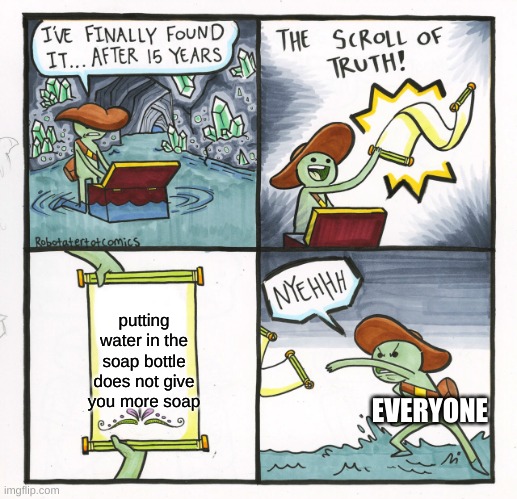 I'VE FINALLY FOUND
IT... AFTER 15 YEARS
THE SCROLL OF
TRUTH!
Robotatertotcomics
putting
water in the
soap bottle
does not give
you more soap
NYEHHH
EVERYONE
imgflip.com